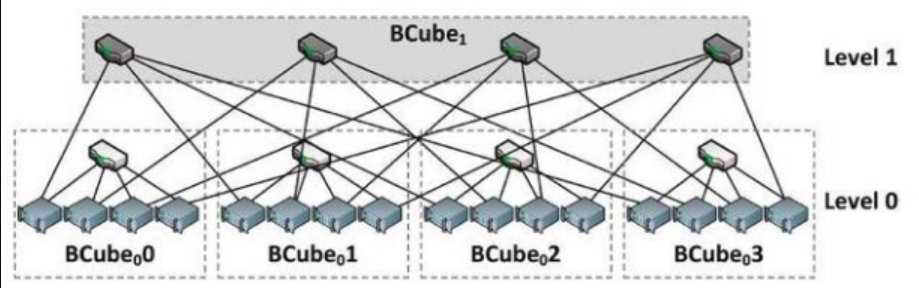 BCube₁
Level 1
Level 0
BCube₀0
BCube₀1
BCube₀2
BCube₀3